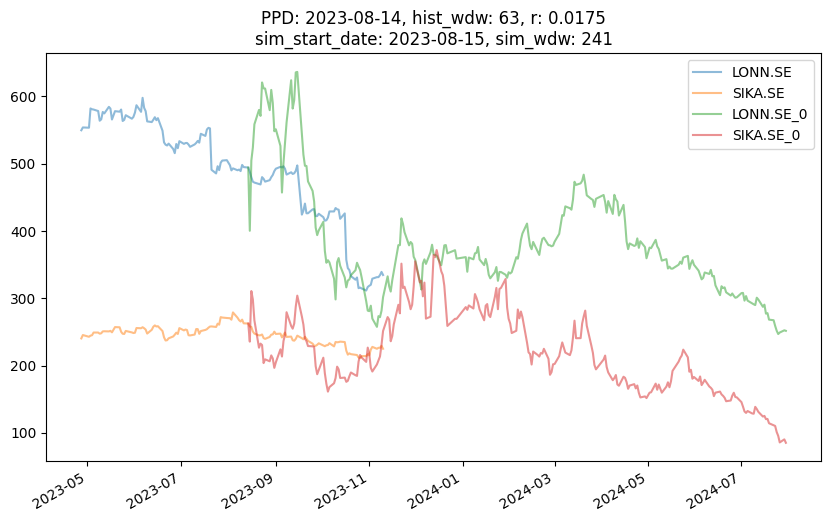 PPD: 2023-08-14, hist_wdw: 63, r: 0.0175
sim_start_date: 2023-08-15, sim_wdw: 241
LONN.SE
SIKA.SE
LONN.SE_0
SIKA.SE_0
600
500
400
300
200
100
2023-05
2023-07
2023-09
2023-11
2024-01
2024-03
2024-05
2024-07